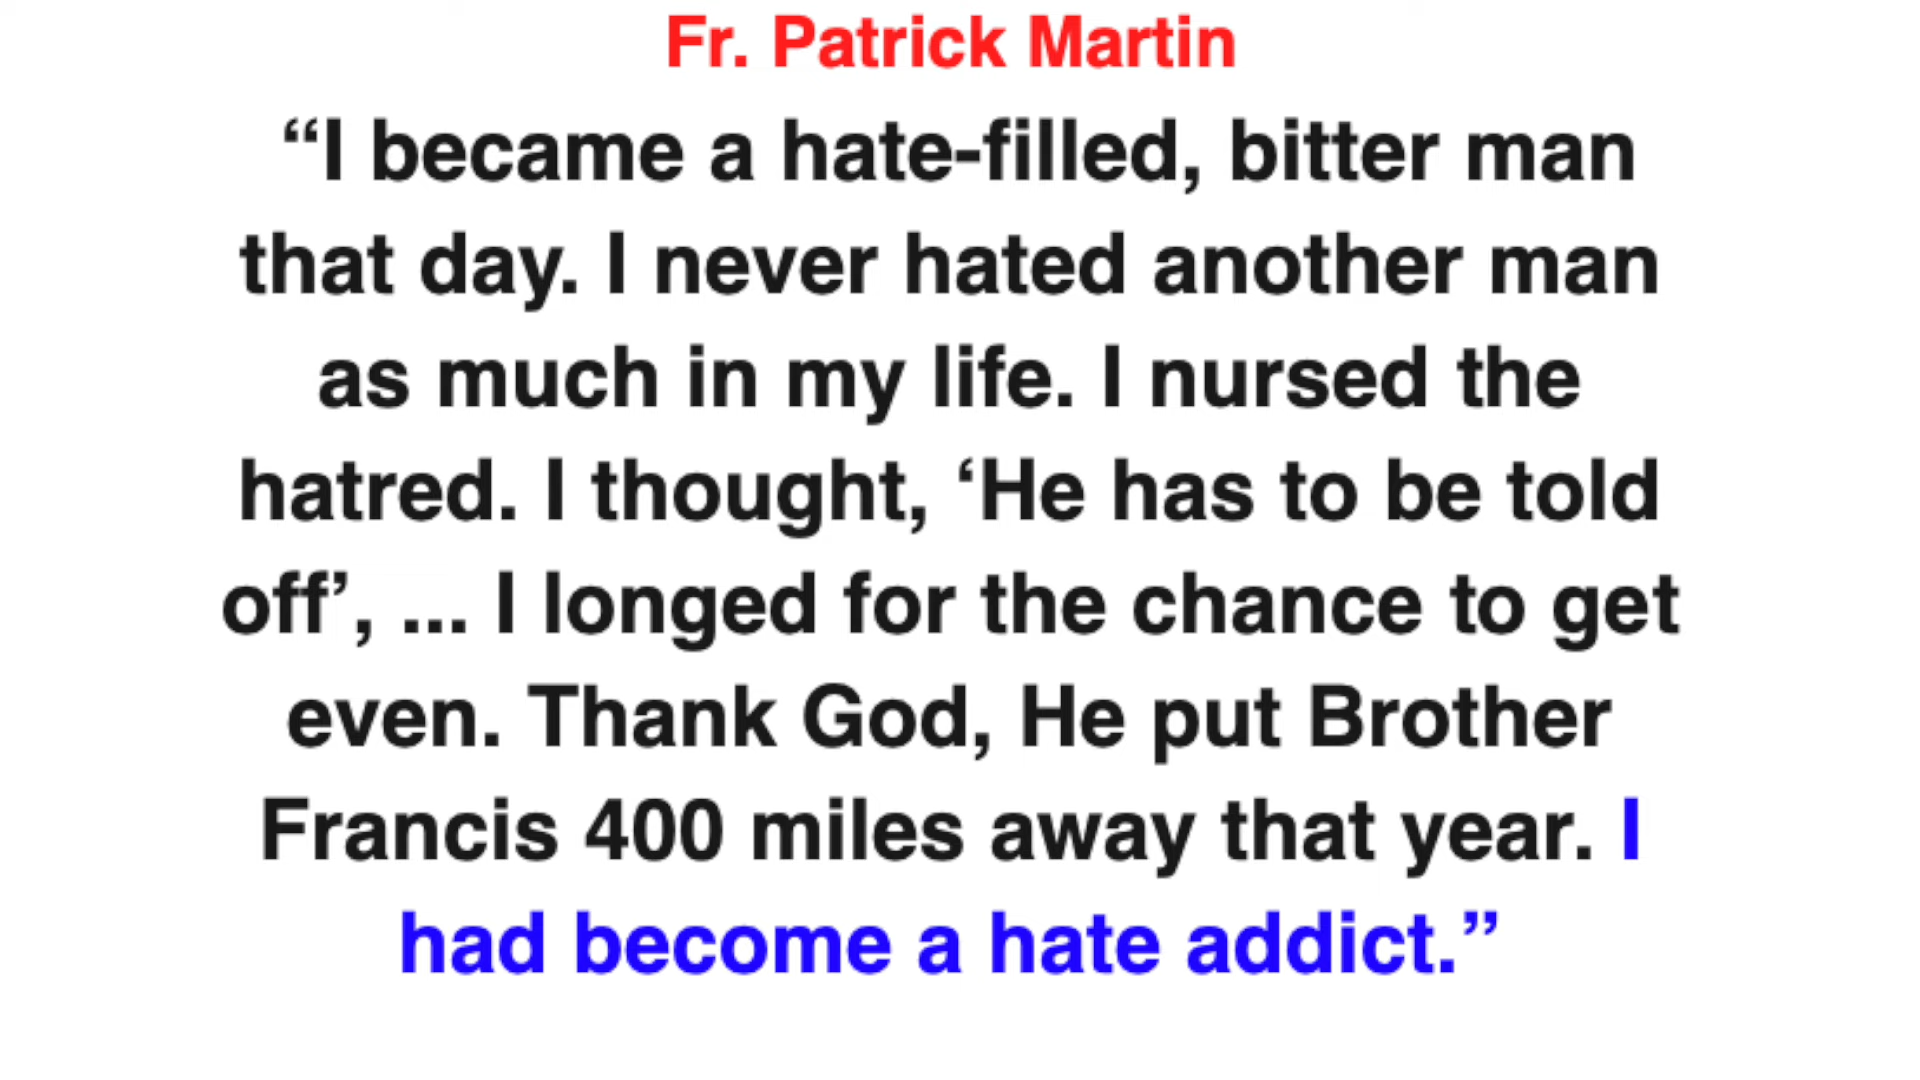 Fr. Patrick Martin
“I became a hate-filled, bitter man
that day. I never hated another man
as much in my life. I nursed the
hatred. I thought, ‘He has to be told
off’, ... I longed for the chance to get
even. Thank God, He put Brother
Francis 400 miles away that year. I
had become a hate addict.”